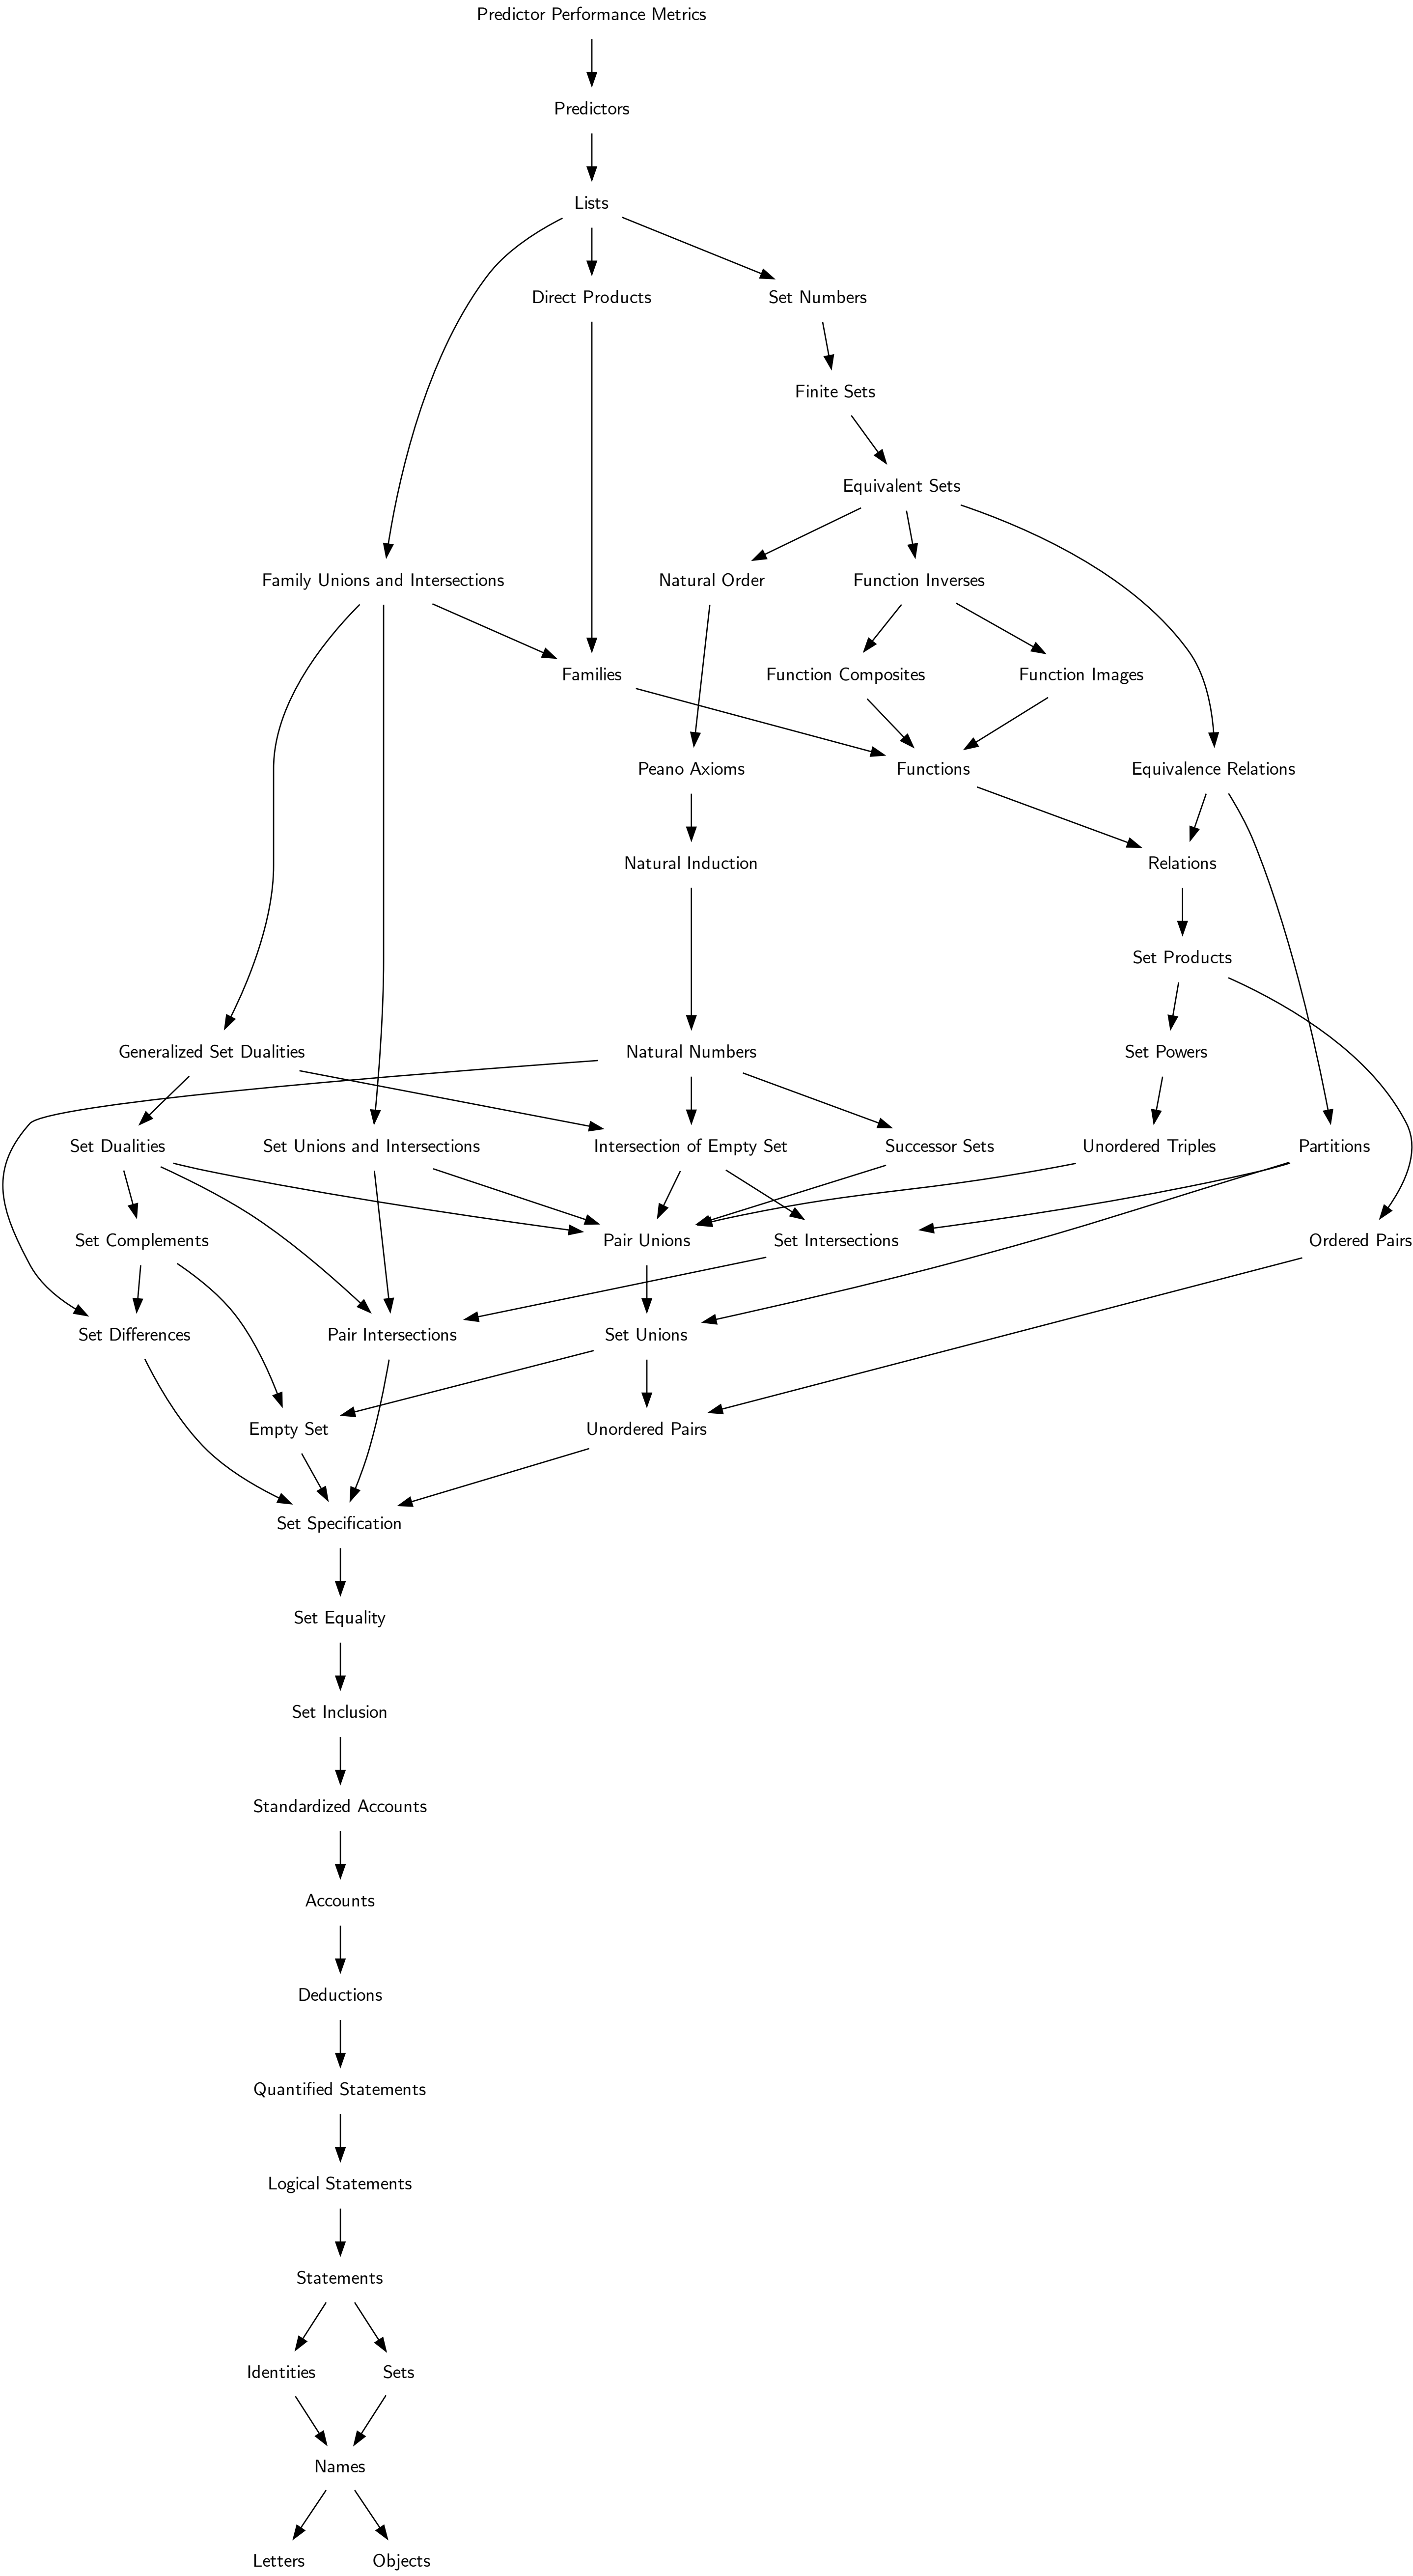 Predictor Performance Metrics
Predictors
Lists
Direct Products
Set Numbers
Finite Sets
Equivalent Sets
Family Unions and Intersections
Natural Order
Function Inverses
Families
Function Composites
Function Images
Peano Axioms
Functions
Equivalence Relations
Natural Induction
Relations
Set Products
Generalized Set Dualities
Natural Numbers
Set Powers
Set Dualities
Set Unions and Intersections
Intersection of Empty Set
Successor Sets
Unordered Triples
Partitions
Set Complements
Pair Unions
Set Intersections
Ordered Pairs
Set Differences
Pair Intersections
Set Unions
Empty Set
Unordered Pairs
Set Specification
Set Equality
Set Inclusion
Standardized Accounts
Accounts
Deductions
Quantified Statements
Logical Statements
Statements
Identities
Sets
Names
Letters
Objects